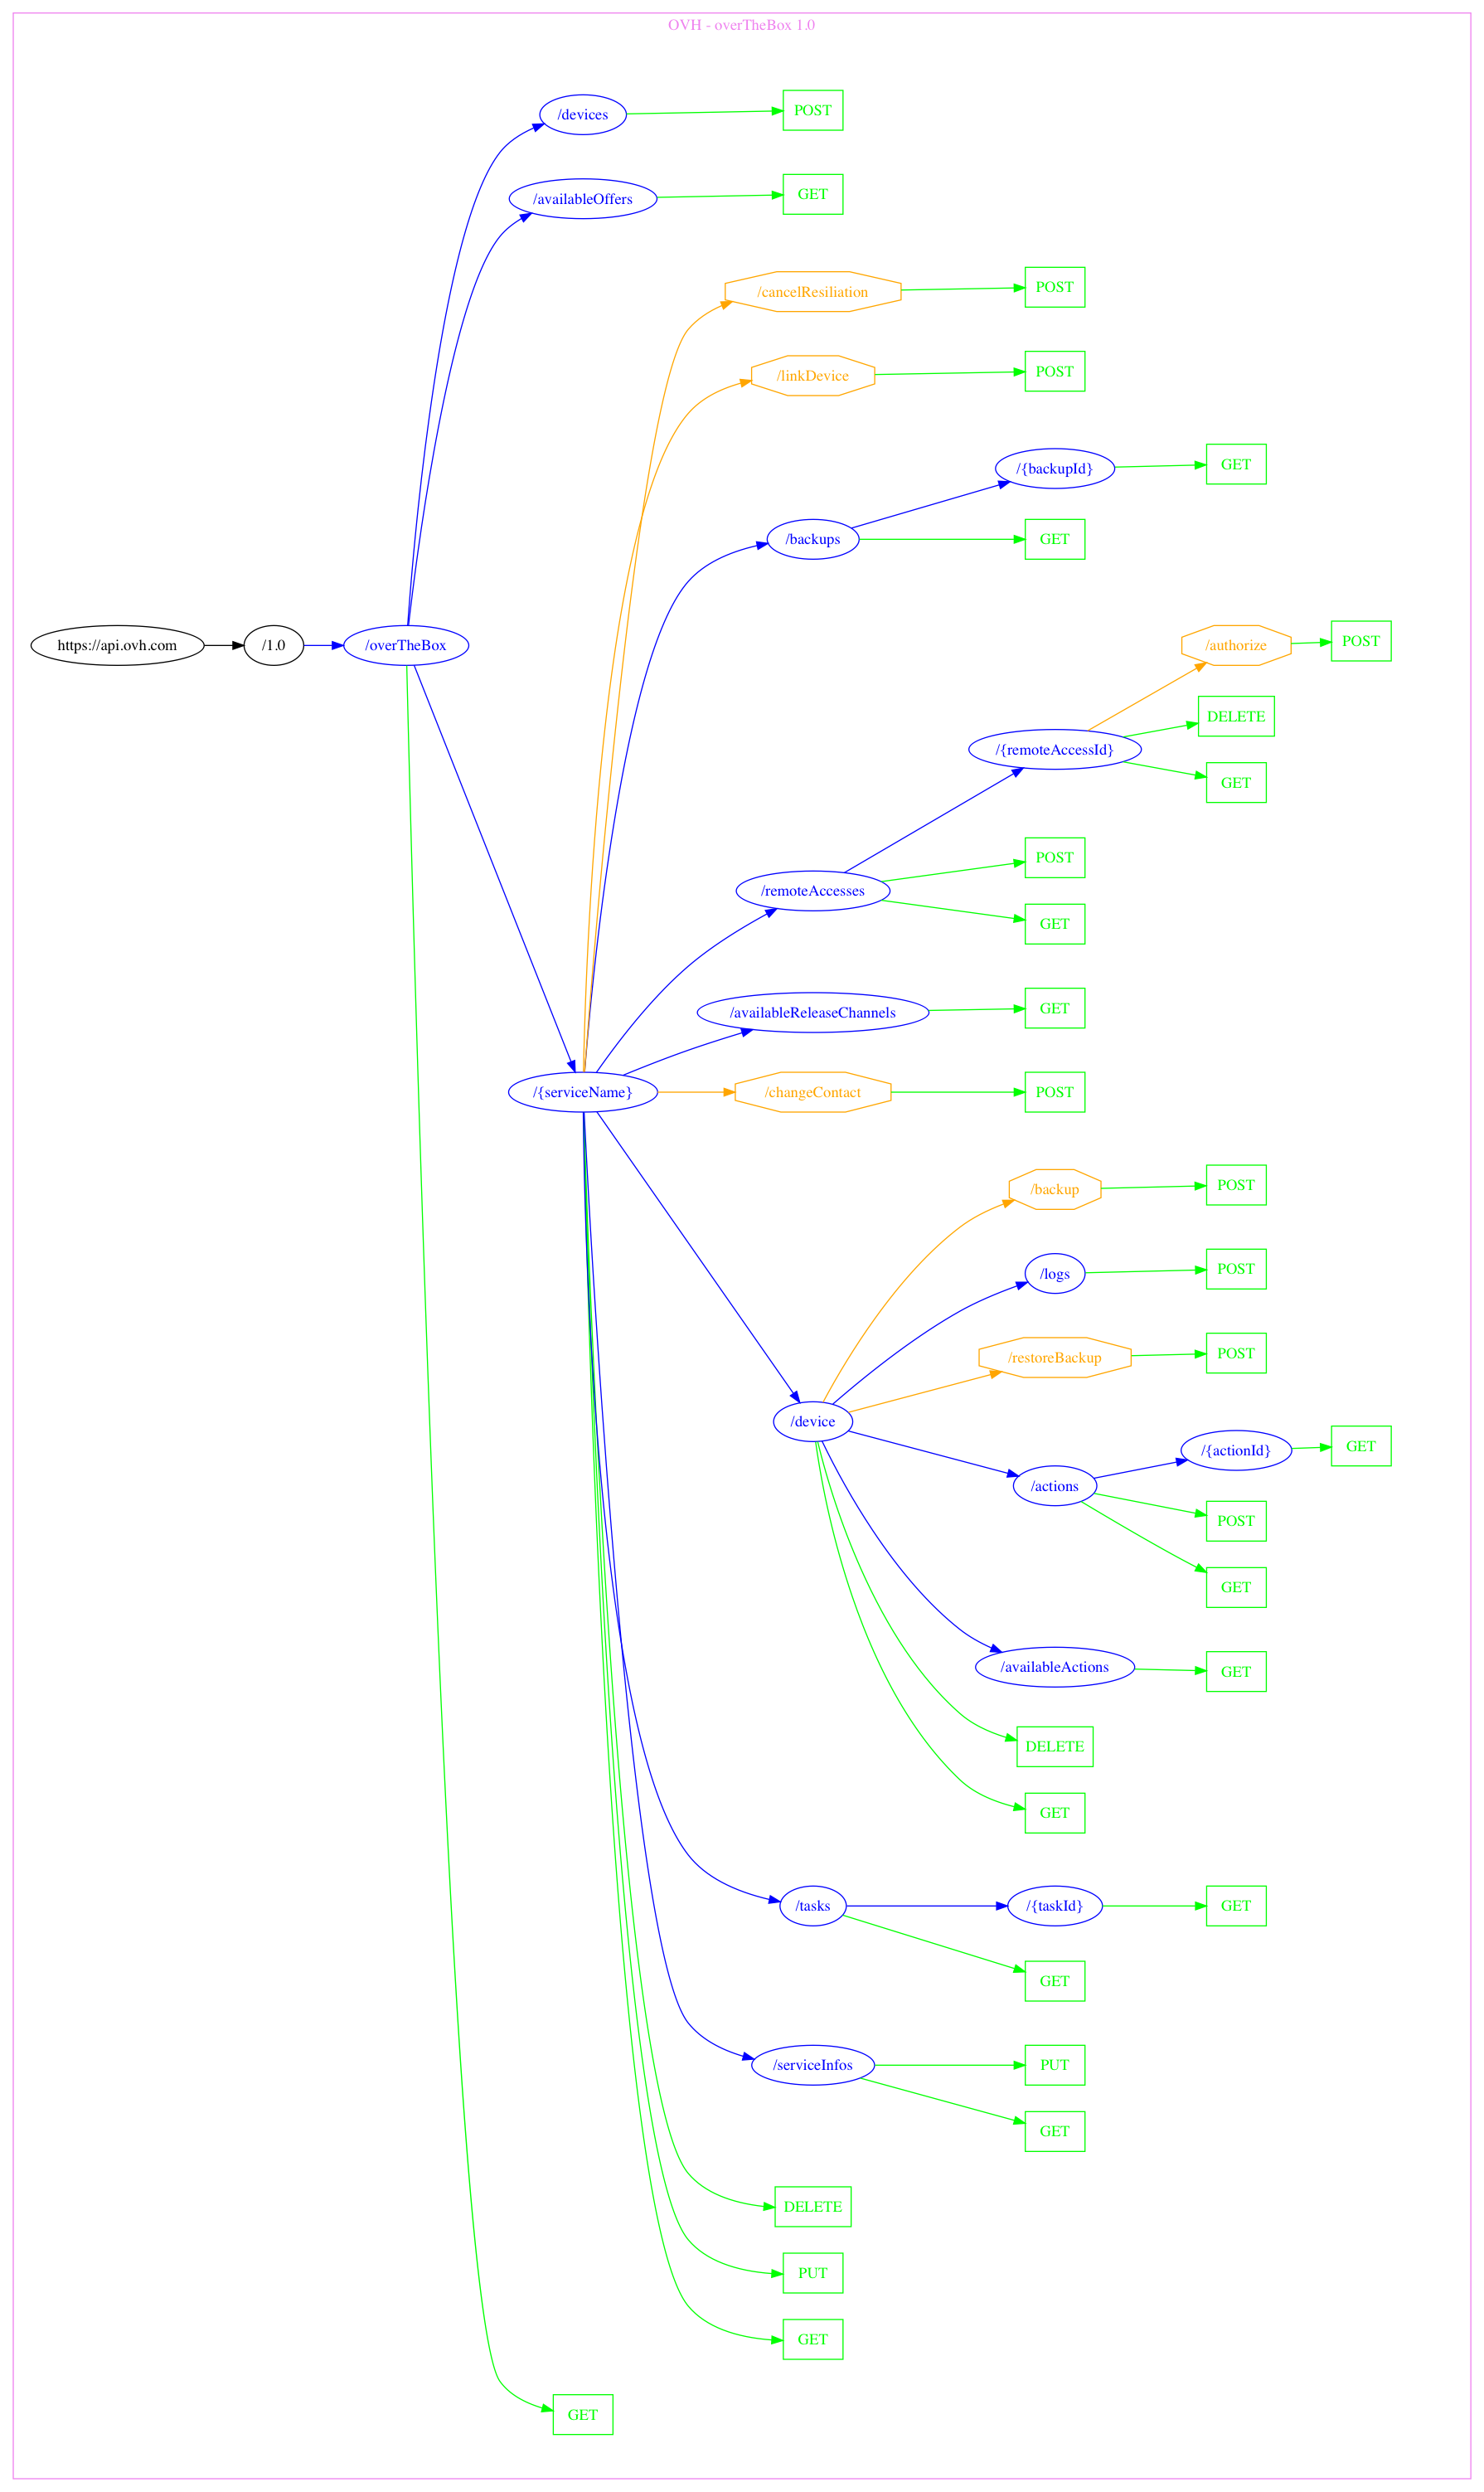 OVH - overTheBox 1.0
/devices
POST
/availableOffers
GET
/cancelResiliation
POST
/linkDevice
POST
/{backupId}
GET
/backups
GET
https://api.ovh.com
/1.0
/overTheBox
/authorize
POST
DELETE
/{remoteAccessId}
GET
POST
/remoteAccesses
GET
/availableReleaseChannels
GET
/{serviceName}
/changeContact
POST
/backup
POST
/logs
POST
/restoreBackup
POST
/device
/{actionId}
GET
/actions
POST
GET
/availableActions
GET
DELETE
GET
/tasks
/{taskId}
GET
GET
/serviceInfos
PUT
GET
DELETE
PUT
GET
GET